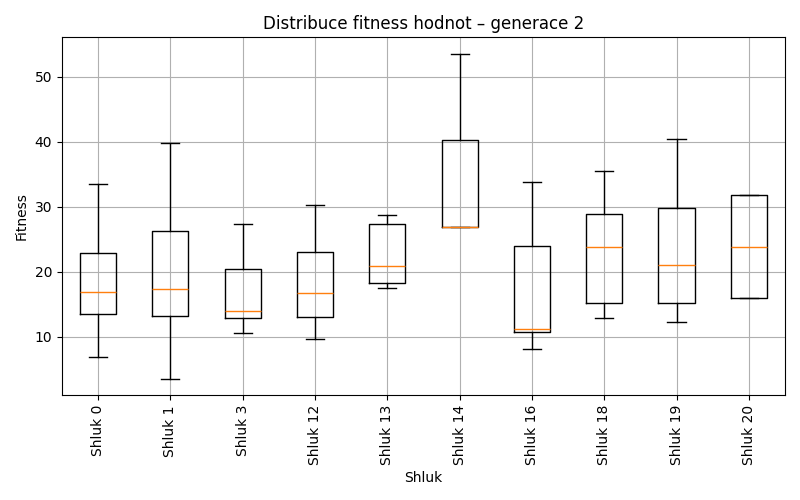 Distribuce fitness hodnot – generace 2
Fitness
50
40
30
20
10
Shluk 0
Shluk 1
Shluk 3
Shluk 12
Shluk 13
Shluk 14
Shluk 16
Shluk 18
Shluk 19
Shluk 20
Shluk